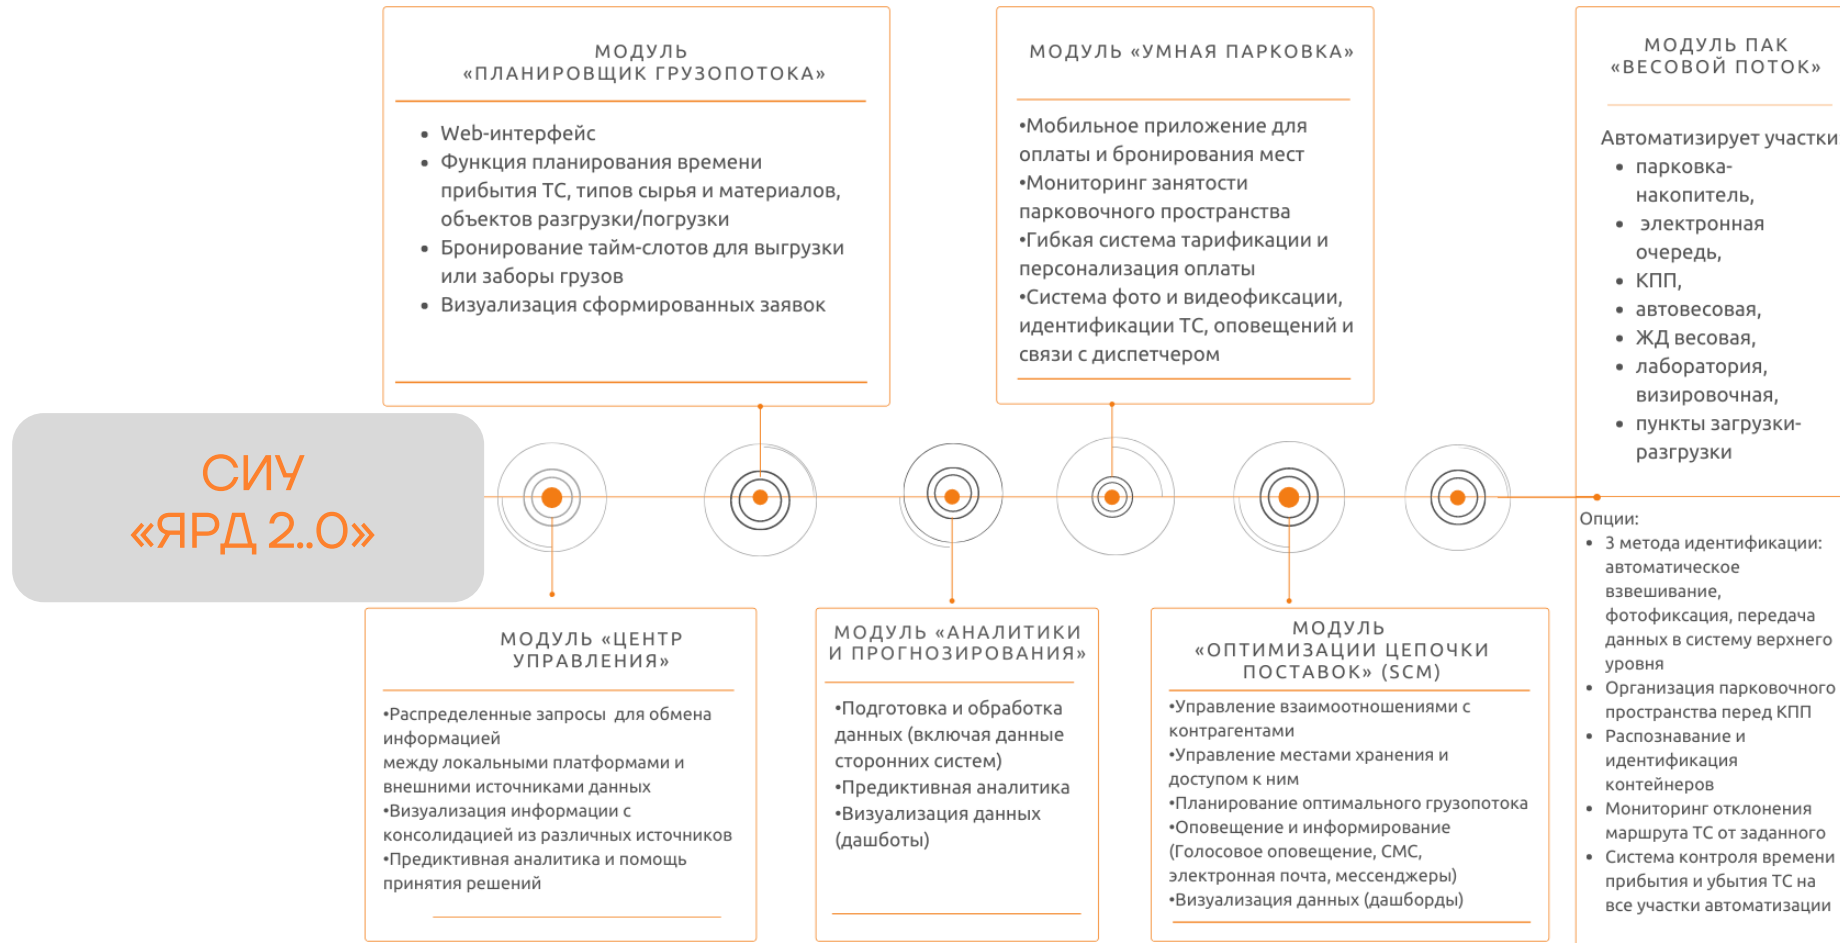 МОДУЛЬ
«ПЛАНИРОВЩИК ГРУЗОПОТОКА»
• Web-интерфейс
• Функция планирования времени
прибытия ТС, типов сырья и материалов,
объектов разгрузки/погрузки
• Бронирование тайм-слотов для выгрузки
или заборы грузов
• Визуализация сформированных заявок
МОДУЛЬ «УМНАЯ ПАРКОВКА»
•Мобильное приложение для
оплаты и бронирования мест
•Мониторинг занятости
парковочного пространства
•Гибкая система тарификации и
персонализация оплаты
•Система фото и видеофиксации,
идентификации ТС, оповещений и
связи с диспетчером
МОДУЛЬ ПАК
«ВЕСОВОЙ ПОТОК»
Автоматизирует участки
• парковка-
накопитель,
• электронная
очередь,
• КПП,
• автовесовая,
• ЖД весовая,
• лаборатория,
визировочная,
• пункты загрузки-
разгрузки
СИУ
«ЯРД 2..0»
МОДУЛЬ «ЦЕНТР
УПРАВЛЕНИЯ»
•Распределенные запросы для обмена
информацией
между локальными платформами и
внешними источниками данных
•Визуализация информации с
консолидацией из различных источников
•Предиктивная аналитика и помощь
принятия решений
МОДУЛЬ «АНАЛИТИКИ
И ПРОГНОЗИРОВАНИЯ»
•Подготовка и обработка
данных (включая данные
сторонних систем)
•Предиктивная аналитика
•Визуализация данных
(дашботы)
МОДУЛЬ
«ОПТИМИЗАЦИИ ЦЕПОЧКИ
ПОСТАВОК» (SCM)
•Управление взаимоотношениями с
контрагентами
•Управление местами хранения и
доступом к ним
•Планирование оптимального грузопотока
•Оповещение и информирование
(Голосовое оповещение, СМС,
электронная почта, мессенджеры)
•Визуализация данных (дашборды)
Опции:
• 3 метода идентификации:
автоматическое
взвешивание,
фотофиксация, передача
данных в систему верхнего
уровня
• Организация парковочного
пространства перед КПП
• Распознавание и
идентификация
контейнеров
• Мониторинг отклонения
маршрута ТС от заданного
• Система контроля времени
прибытия и убытия ТС на
все участки автоматизации